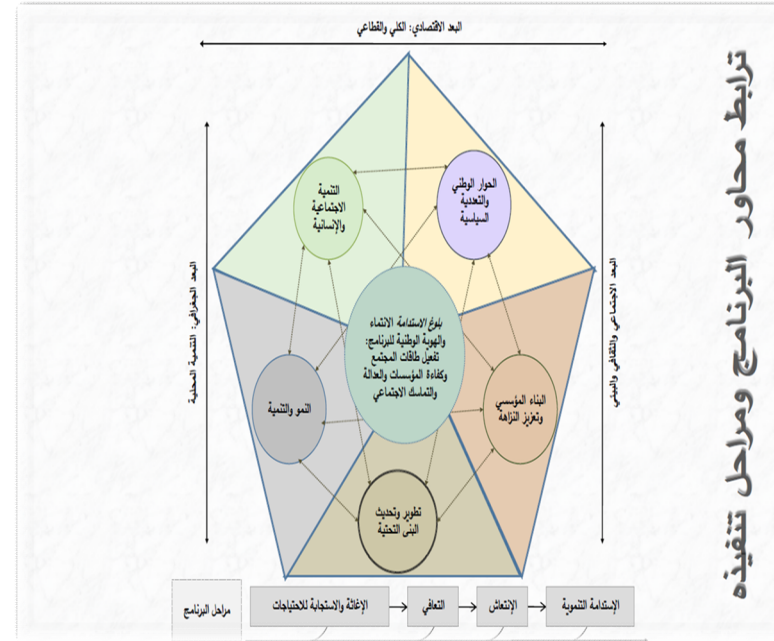 ترابط محاور البرنامج ومراحل تنفيذه
البعد الاقتصادي: الكلي والقطاعي
البعد الاجتماعي والثقافي والبيئي
البعد الجغرافي: التنمية المحلية
الحوار الوطني
والتعددية
السياسية
التنمية
الاجتماعية
والإنسانية
بلوغ الاستدامة الانتماء
والهوية الوطنية للبرنامج:
تفعيل طاقات المجتمع
وكفاءة المؤسسات والعدالة
والتماسك الاجتماعي
البناء المؤسسي
وتعزيز النزاهة
النمو والتنمية
تطوير وتحديث
البنى التحتية
مراحل البرنامج
الإغاثة والاستجابة للاحتياجات
التعافي
الإنتعاش
الإستدامة التنموية